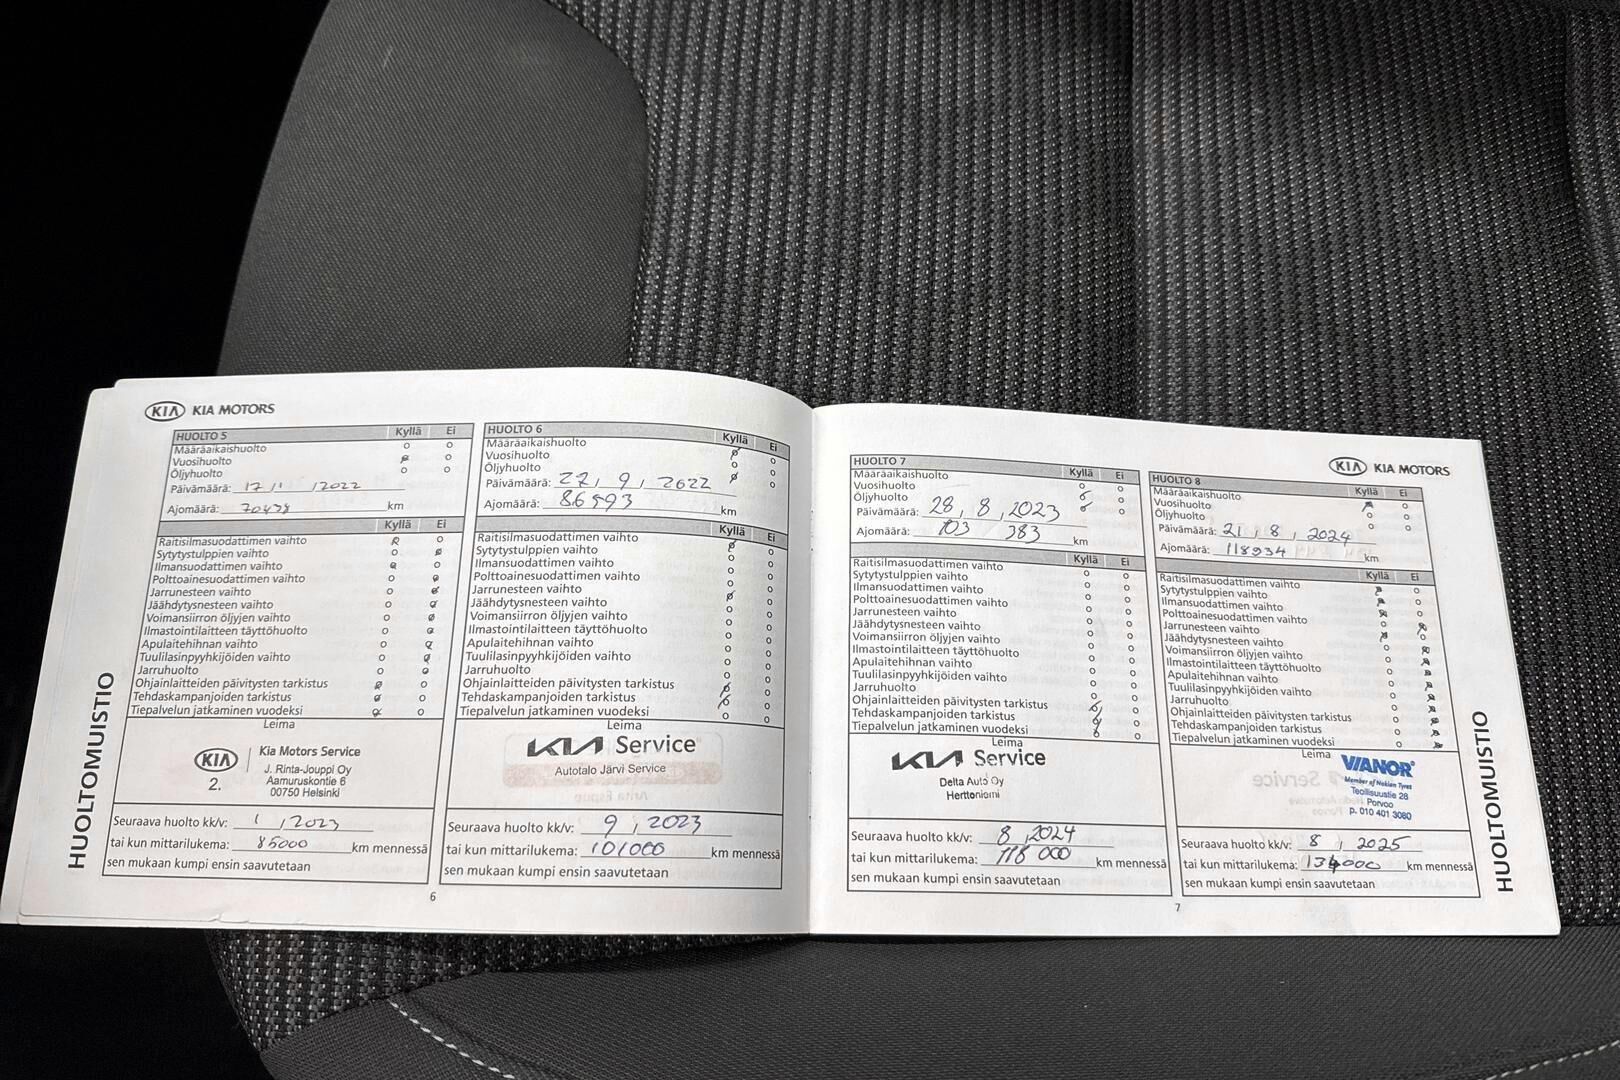 KIA KIA MOTORS
HUOLTO 5 Kyllä Ei
Määräaikaishuolto
Vuosihuolto
Öljyhuolto
Päivämäärä: 17 / 1 / 2022
Ajomäärä: km
Kyllä Ei
Raitisilmasuodattimen vaihto
Sytytystulppien vaihto
Ilmansuodattimen vaihto
Polttoainesuodattimen vaihto
Jarrunesteen vaihto
Jäähdytysnesteen vaihto
Voimansiirron öljyjen vaihto
Ilmastointilaitteen täyttöhuolto
Apulaitehihnan vaihto
Tuulilasinpyyhkijöiden vaihto
Jarruhuolto
Ohjainlaitteiden päivitysten tarkistus
Tehdaskampanjoiden tarkistus
Tiepalvelun jatkaminen vuodeksi
Leima
KIA Kia Motors Service
2. J. Rinta-Jouppi Oy
Aamuruskontie 6
00750 Helsinki
Seuraava huolto kk/v: 1 , 2023
tai kun mittarilukema: 85000 km mennessä
sen mukaan kumpi ensin saavutetaan
HUOLTOMUISTIO
HUOLTO 6 Kyllä Ei
Määräaikaishuolto
Vuosihuolto
Öljyhuolto
Päivämäärä: 27, 9, 2022
Ajomäärä: 86593 km
Kyllä Ei
Raitisilmasuodattimen vaihto
Sytytystulppien vaihto
Ilmansuodattimen vaihto
Polttoainesuodattimen vaihto
Jarrunesteen vaihto
Jäähdytysnesteen vaihto
Voimansiirron öljyjen vaihto
Ilmastointilaitteen täyttöhuolto
Apulaitehihnan vaihto
Tuulilasinpyyhkijöiden vaihto
Jarruhuolto
Ohjainlaitteiden päivitysten tarkistus
Tehdaskampanjoiden tarkistus
Tiepalvelun jatkaminen vuodeksi
Leima
KIA Service
Autotalo Järvi Service
Seuraava huolto kk/v: 9 , 2023
tai kun mittarilukema: 101000 km mennessä
sen mukaan kumpi ensin saavutetaan
6
HUOLTO 7 Kyllä Ei
Määräaikaishuolto
Vuosihuolto
Öljyhuolto
Päivämäärä: 28, 8, 2023
Ajomäärä: 103 383 km
Kyllä Ei
Raitisilmasuodattimen vaihto
Sytytystulppien vaihto
Ilmansuodattimen vaihto
Polttoainesuodattimen vaihto
Jarrunesteen vaihto
Jäähdytysnesteen vaihto
Voimansiirron öljyjen vaihto
Ilmastointilaitteen täyttöhuolto
Apulaitehihnan vaihto
Tuulilasinpyyhkijöiden vaihto
Jarruhuolto
Ohjainlaitteiden päivitysten tarkistus
Tehdaskampanjoiden tarkistus
Tiepalvelun jatkaminen vuodeksi
Leima
KIA Service
Delta Auto Oy
Herttoniemi
Seuraava huolto kk/v: 8, 2024
tai kun mittarilukema: 118 000 km mennessä
sen mukaan kumpi ensin saavutetaan
KIA KIA MOTORS
HUOLTO 8 Kyllä Ei
Määräaikaishuolto
Vuosihuolto
Öljyhuolto
Päivämäärä: 21, 8, 2024
Ajomäärä: 118934 km
Kyllä Ei
Raitisilmasuodattimen vaihto
Sytytystulppien vaihto
Ilmansuodattimen vaihto
Polttoainesuodattimen vaihto
Jarrunesteen vaihto
Jäähdytysnesteen vaihto
Voimansiirron öljyjen vaihto
Ilmastointilaitteen täyttöhuolto
Apulaitehihnan vaihto
Tuulilasinpyyhkijöiden vaihto
Jarruhuolto
Ohjainlaitteiden päivitysten tarkistus
Tehdaskampanjoiden tarkistus
Tiepalvelun jatkaminen vuodeksi
Leima
VIANOR
Member of Nokian Tyres
Teollisuustie 28
Porvoo
p. 010 401 3080
Seuraava huolto kk/v: 8 , 2025
tai kun mittarilukema: 134000 km mennessä
sen mukaan kumpi ensin saavutetaan
HUOLTOMUISTIO
7